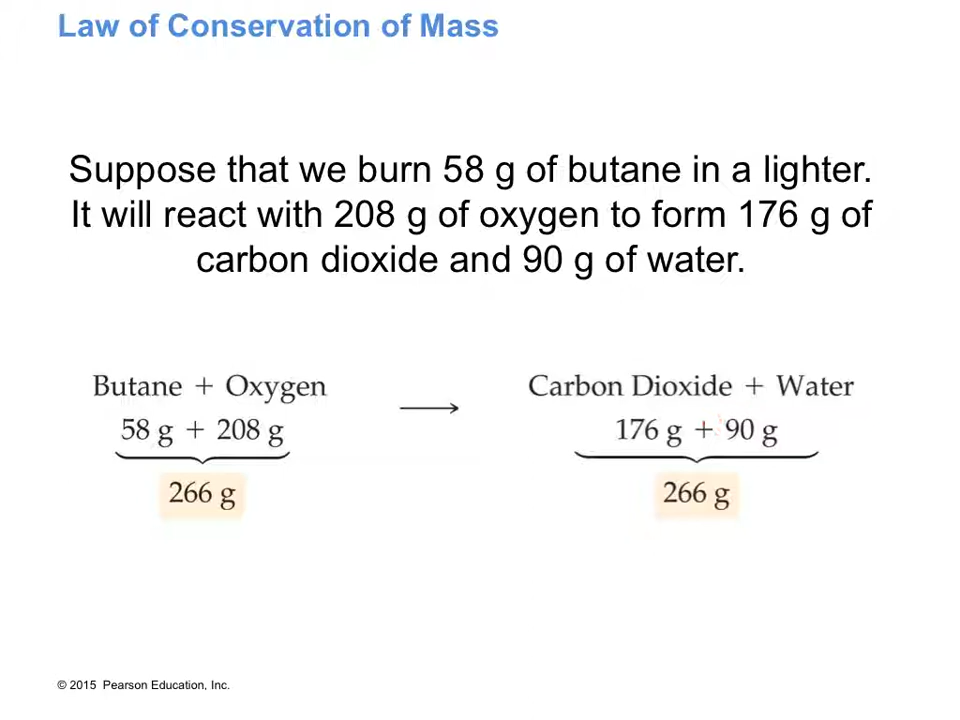 Law of Conservation of Mass
Suppose that we burn 58 g of butane in a lighter.
It will react with 208 g of oxygen to form 176 g of
carbon dioxide and 90 g of water.
Butane + Oxygen ⟶ Carbon Dioxide + Water
58 g + 208 g 176 g + 90 g
266 g 266 g
© 2015 Pearson Education, Inc.